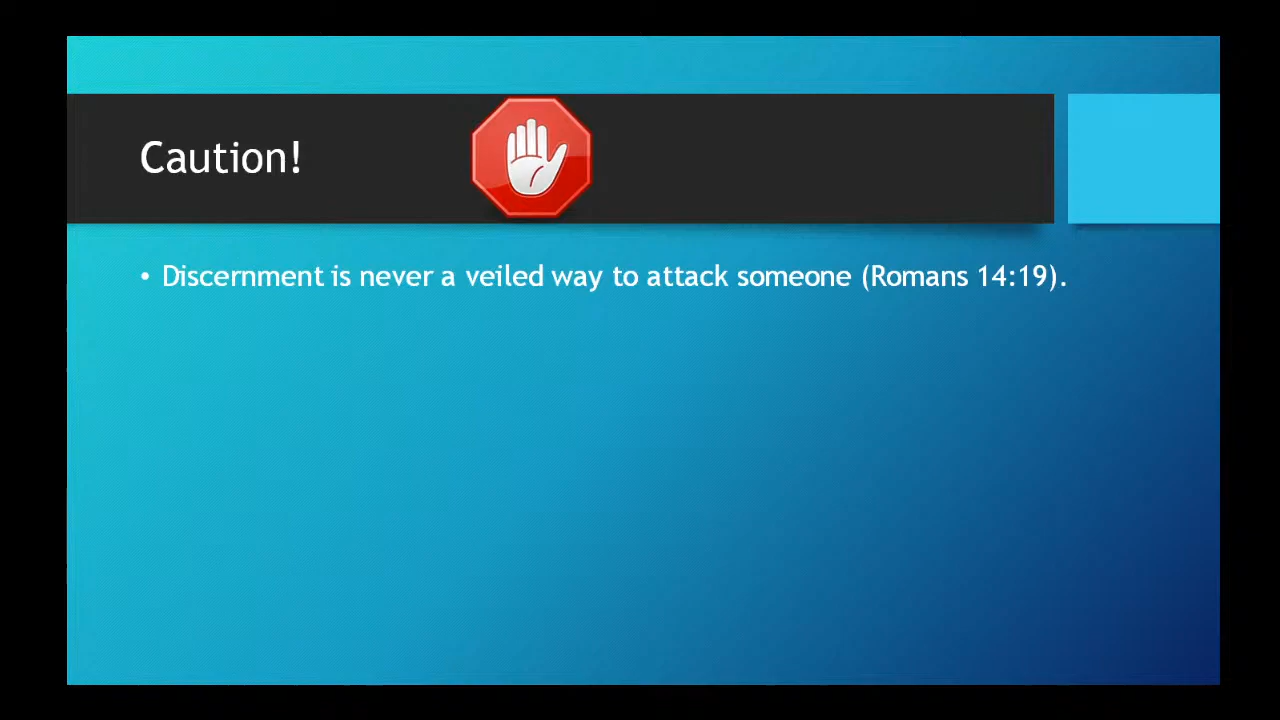 Caution!
• Discernment is never a veiled way to attack someone (Romans 14:19).